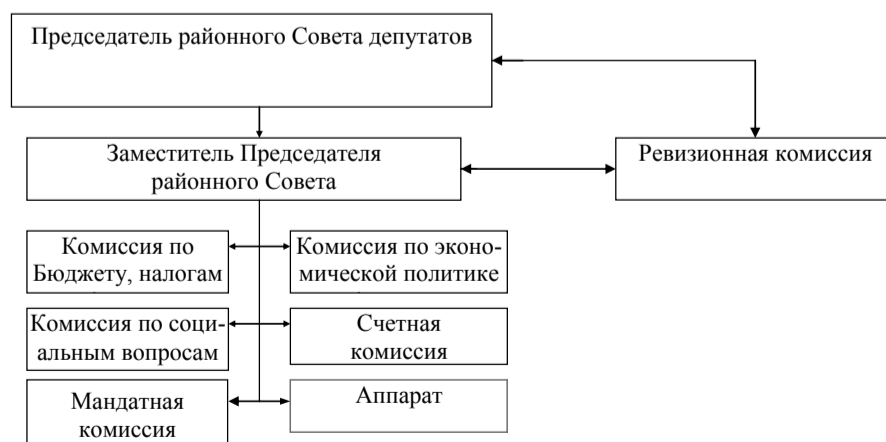 Председатель районного Совета депутатов
Заместитель Председателя
районного Совета
Ревизионная комиссия
Комиссия по
Бюджету, налогам
Комиссия по эконо-
мической политике
Комиссия по соци-
альным вопросам
Счетная
комиссия
Мандатная
комиссия
Аппарат